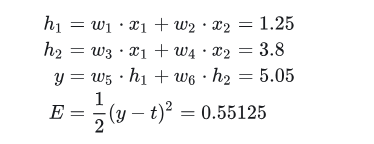 h₁ = w₁ · x₁ + w₂ · x₂ = 1.25
h₂ = w₃ · x₁ + w₄ · x₂ = 3.8
y = w₅ · h₁ + w₆ · h₂ = 5.05
E = 1/2 (y − t)² = 0.55125